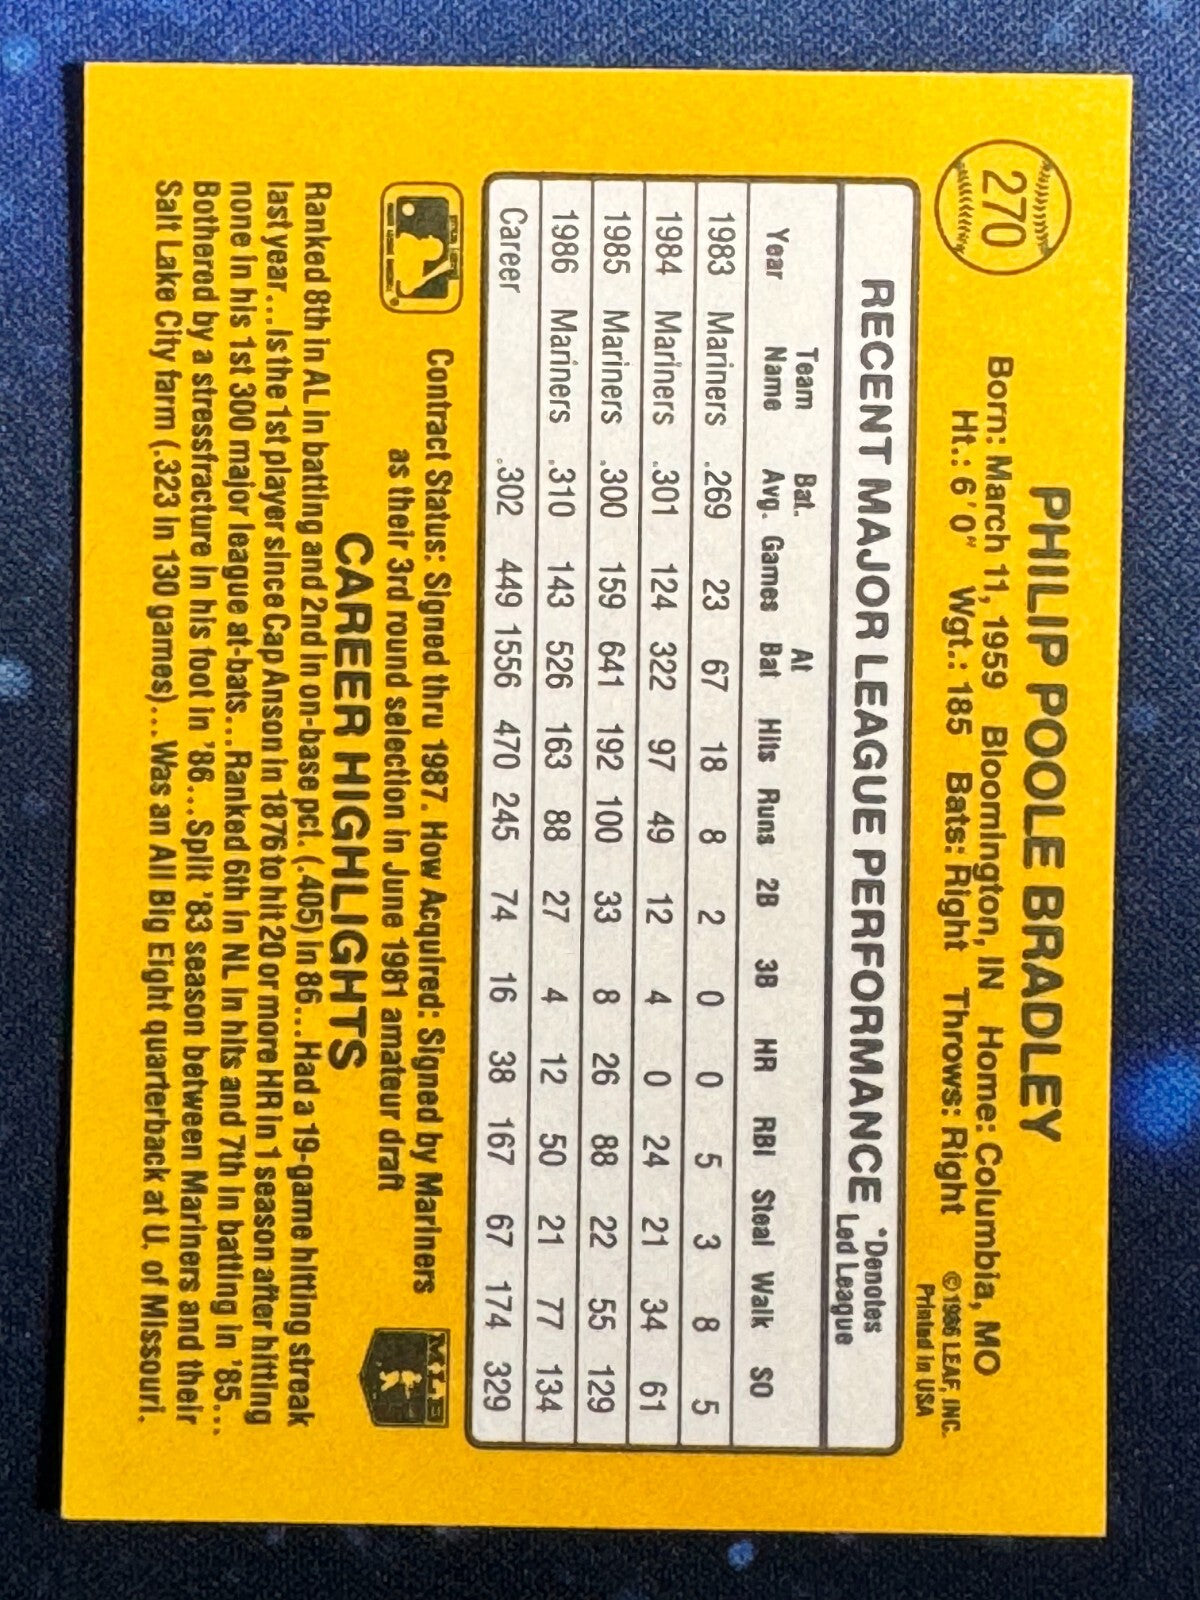 270
PHILIP POOLE BRADLEY
Born: March 11, 1959 Bloomington, IN Home: Columbia, MO
Ht.: 6'0" Wgt.: 185 Bats: Right Throws: Right
©1986 LEAF, INC.
Printed in USA
RECENT MAJOR LEAGUE PERFORMANCE *Denotes Led League
Year Team Name Bat. Avg. Games At Bat Hits Runs 2B 3B HR RBI Steal Walk SO
1983 Mariners .269 23 67 18 8 2 0 0 5 3 8 5
1984 Mariners .301 124 322 97 49 12 4 0 24 21 34 61
1985 Mariners .300 159 641 192 100 33 8 26 88 22 55 129
1986 Mariners .310 143 526 163 88 27 4 12 50 21 77 134
Career .302 449 1556 470 245 74 16 38 167 67 174 329
Contract Status: Signed thru 1987. How Acquired: Signed by Mariners
as their 3rd round selection in June 1981 amateur draft
MLB
CAREER HIGHLIGHTS
Ranked 8th in AL in batting and 2nd in on-base pct. (.405) in 86...Had a 19-game hitting streak
last year...Is the 1st player since Cap Anson in 1876 to hit 20 or more HR in 1 season after hitting
none in his 1st 300 major league at-bats...Ranked 6th in NL in hits and 7th in batting in '85...
Bothered by a stress fracture in his foot in '86...Split '83 season between Mariners and their
Salt Lake City farm (.323 in 130 games)...Was an All Big Eight quarterback at U. of Missouri.